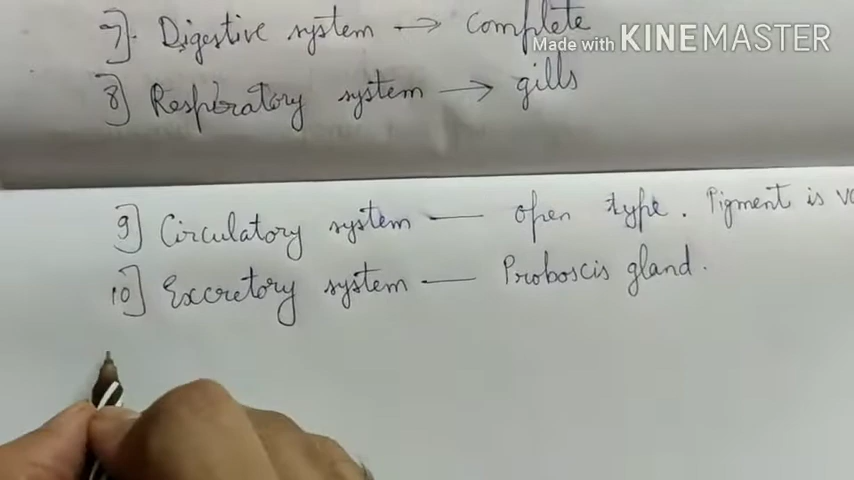 7]. Digestive system → Complete
Made with KINEMASTER
8] Respiratory system → gills
9] Circulatory system — open type. Pigment is
10] Excretory system — Proboscis gland.